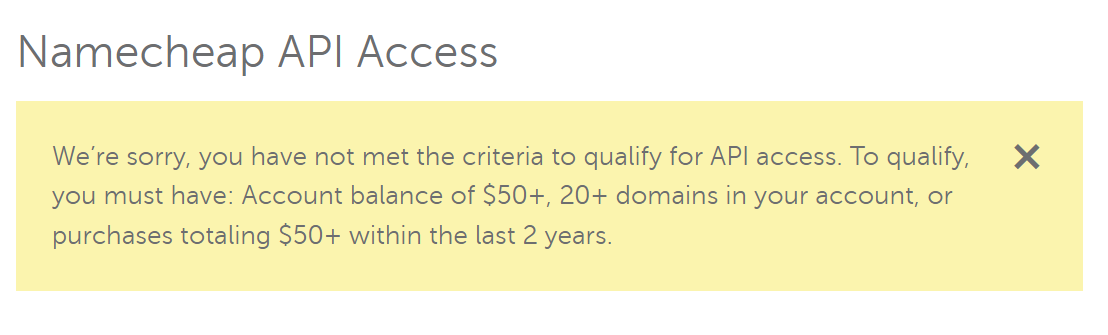 Namecheap API Access
We’re sorry, you have not met the criteria to qualify for API access. To qualify,
you must have: Account balance of $50+, 20+ domains in your account, or
purchases totaling $50+ within the last 2 years.